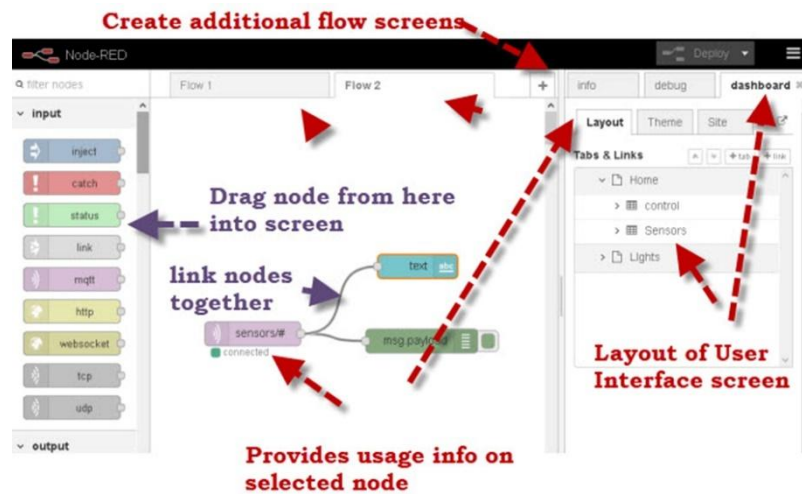 Create additional flow screens
Node-RED
Deploy
filter nodes
Flow 1
Flow 2
+
info
debug
dashboard
input
Layout
Theme
Site
inject
Tabs & Links
+ tab
+ link
catch
Home
status
Drag node from here
into screen
control
Sensors
link
link nodes
together
text
abc
Lights
mqtt
http
sensors/#
msg.payload
connected
websocket
Layout of User
Interface screen
tcp
udp
output
Provides usage info on
selected node